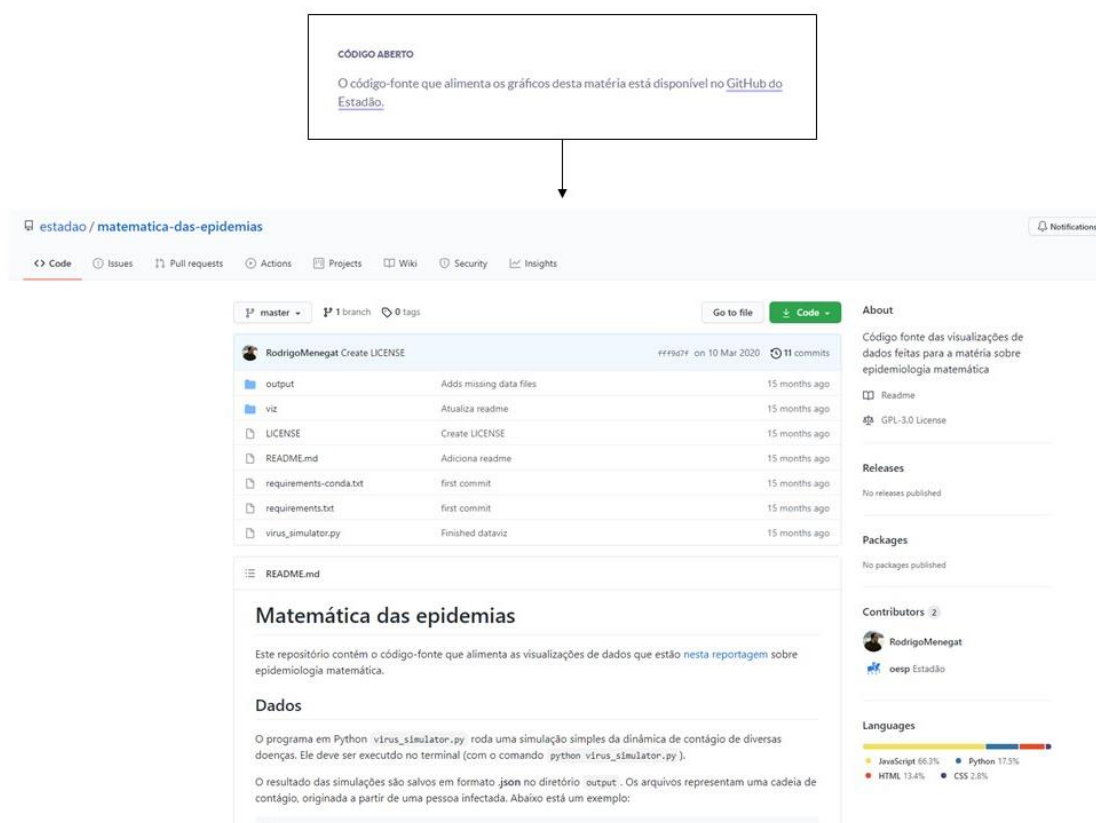 CÓDIGO ABERTO
O código-fonte que alimenta os gráficos desta matéria está disponível no GitHub do
Estadão.
estadao / matematica-das-epidemias
Notifications
Code Issues Pull requests Actions Projects Wiki Security Insights
master 1 branch 0 tags Go to file Code
RodrigoMenegat Create LICENSE fff9d7f on 10 Mar 2020 11 commits
output Adds missing data files 15 months ago
viz Atualiza readme 15 months ago
LICENSE Create LICENSE 15 months ago
README.md Adiciona readme 15 months ago
requirements-conda.txt first commit 15 months ago
requirements.txt first commit 15 months ago
virus_simulator.py Finished dataviz 15 months ago
README.md
Matemática das epidemias
Este repositório contém o código-fonte que alimenta as visualizações de dados que estão nesta reportagem sobre
epidemiologia matemática.
Dados
O programa em Python virus_simulator.py roda uma simulação simples da dinâmica de contágio de diversas
doenças. Ele deve ser executdo no terminal (com o comando python virus_simulator.py ).
O resultado das simulações são salvos em formato .json no diretório output . Os arquivos representam uma cadeia de
contágio, originada a partir de uma pessoa infectada. Abaixo está um exemplo:
About
Código fonte das visualizações de
dados feitas para a matéria sobre
epidemiologia matemática
Readme
GPL-3.0 License
Releases
No releases published
Packages
No packages published
Contributors 2
RodrigoMenegat
oesp Estadão
Languages
JavaScript 66.3% Python 17.5%
HTML 13.4% CSS 2.8%